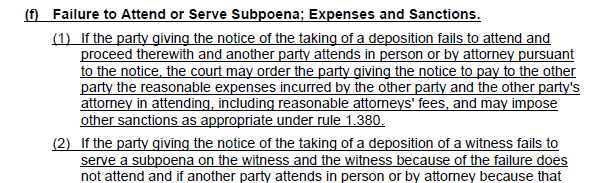 (f) Failure to Attend or Serve Subpoena; Expenses and Sanctions.
(1) If the party giving the notice of the taking of a deposition fails to attend and
proceed therewith and another party attends in person or by attorney pursuant
to the notice, the court may order the party giving the notice to pay to the other
party the reasonable expenses incurred by the other party and the other party's
attorney in attending, including reasonable attorneys' fees, and may impose
other sanctions as appropriate under rule 1.380.
(2) If the party giving the notice of the taking of a deposition of a witness fails to
serve a subpoena on the witness and the witness because of the failure does
not attend and if another party attends in person or by attorney because that